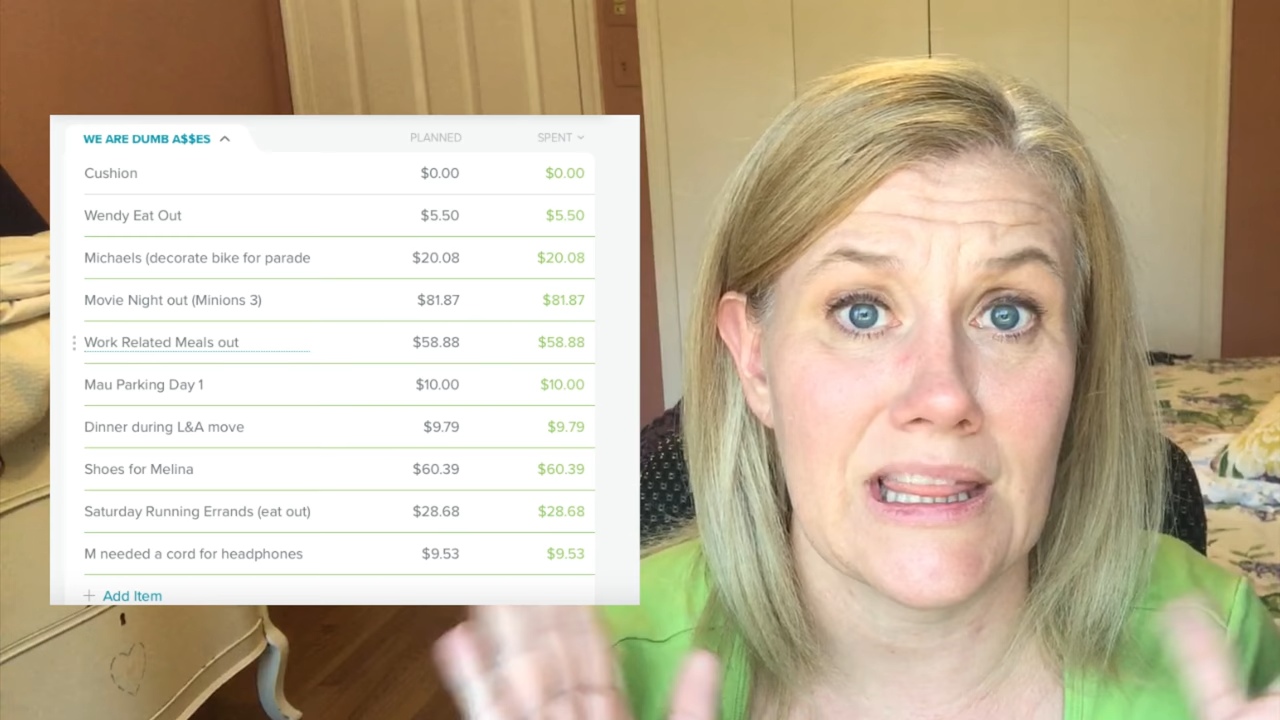 WE ARE DUMB A$$ES PLANNED SPENT
Cushion $0.00 $0.00
Wendy Eat Out $5.50 $5.50
Michaels (decorate bike for parade $20.08 $20.08
Movie Night out (Minions 3) $81.87 $81.87
Work Related Meals out $58.88 $58.88
Mau Parking Day 1 $10.00 $10.00
Dinner during L&A move $9.79 $9.79
Shoes for Melina $60.39 $60.39
Saturday Running Errands (eat out) $28.68 $28.68
M needed a cord for headphones $9.53 $9.53
+ Add Item